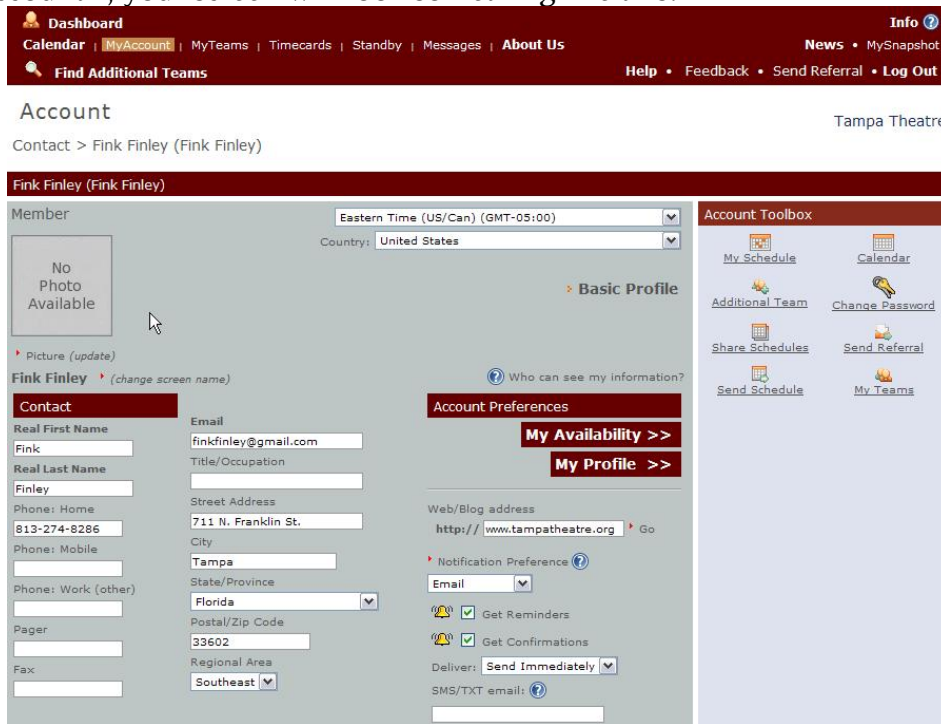 Dashboard Info
Calendar | MyAccount | MyTeams | Timecards | Standby | Messages | About Us News • MySnapshot
Find Additional Teams Help • Feedback • Send Referral • Log Out
Account
Tampa Theatre
Contact > Fink Finley (Fink Finley)
Fink Finley (Fink Finley)
Member
Eastern Time (US/Can) (GMT-05:00)
Country: United States
No
Photo
Available
> Basic Profile
Picture (update)
Fink Finley (change screen name)
Who can see my information?
Contact
Real First Name
Fink
Real Last Name
Finley
Phone: Home
813-274-8286
Phone: Mobile
Phone: Work (other)
Pager
Fax
Email
finkfinley@gmail.com
Title/Occupation
Street Address
711 N. Franklin St.
City
Tampa
State/Province
Florida
Postal/Zip Code
33602
Regional Area
Southeast
Account Preferences
My Availability >>
My Profile >>
Web/Blog address
http:// www.tampatheatre.org Go
Notification Preference
Email
Get Reminders
Get Confirmations
Deliver: Send Immediately
SMS/TXT email:
Account Toolbox
My Schedule
Calendar
Additional Team
Change Password
Share Schedules
Send Referral
Send Schedule
My Teams